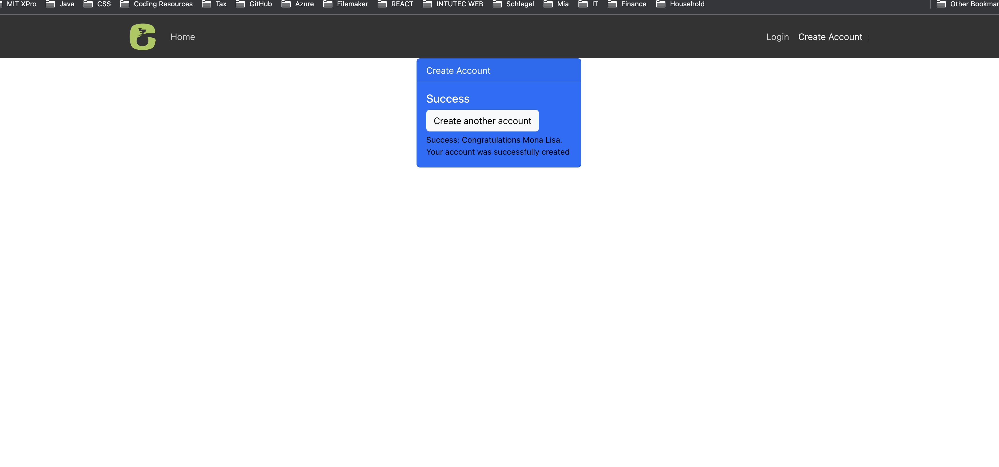 MIT XPro Java CSS Coding Resources Tax GitHub Azure Filemaker REACT INTUTEC WEB Schlegel Mia IT Finance Household Other Bookmar
Home Login Create Account ;
Create Account
Success
Create another account
Success: Congratulations Mona Lisa.
Your account was successfully created